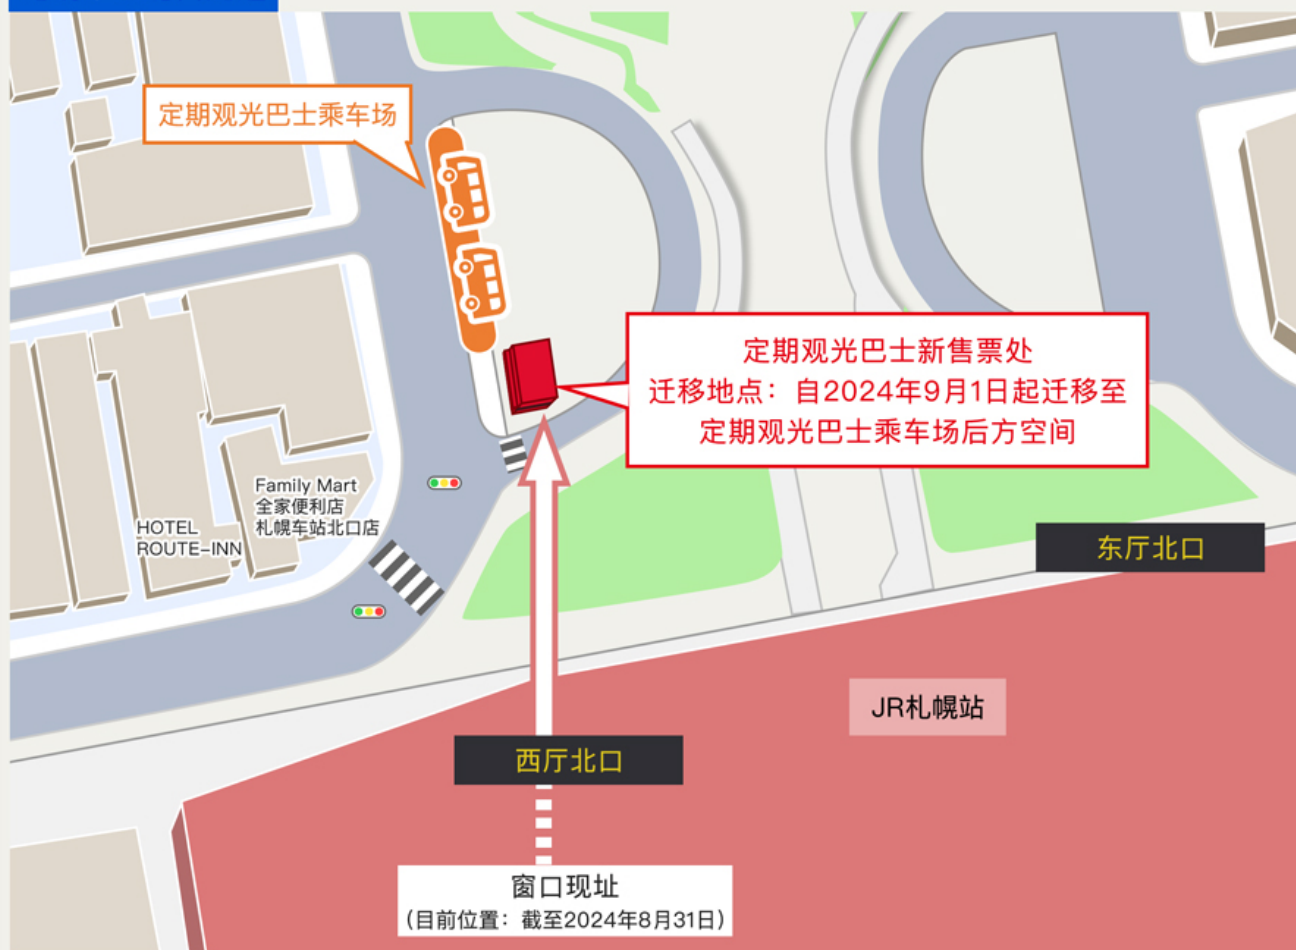 定期观光巴士乘车场
定期观光巴士新售票处
迁移地点：自2024年9月1日起迁移至
定期观光巴士乘车场后方空间
Family Mart
全家便利店
札幌车站北口店
HOTEL
ROUTE-INN
东厅北口
JR札幌站
西厅北口
窗口现址
(目前位置：截至2024年8月31日)